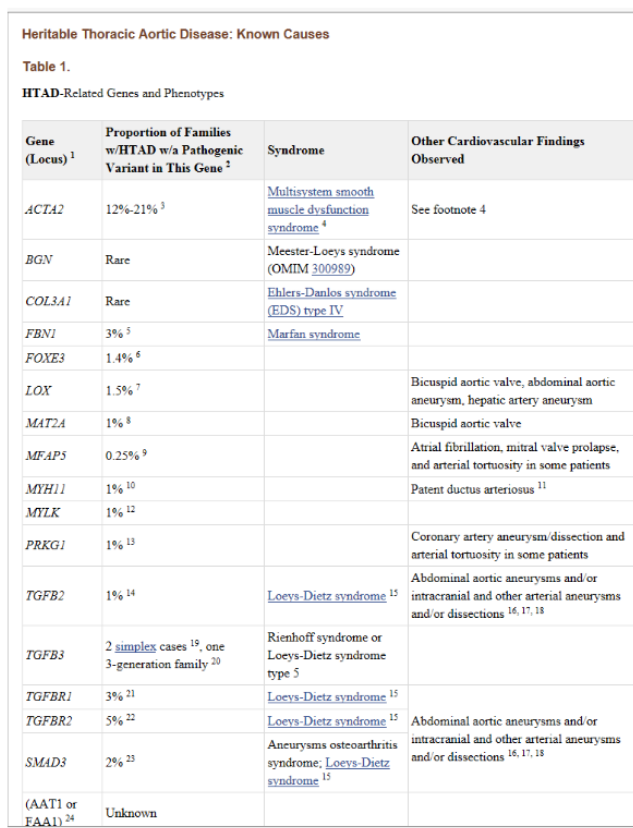 Heritable Thoracic Aortic Disease: Known Causes
Table 1.
HTAD-Related Genes and Phenotypes
Gene (Locus) 1
Proportion of Families w/HTAD w/a Pathogenic Variant in This Gene 2
Syndrome
Other Cardiovascular Findings Observed
ACTA2
12%-21% 3
Multisystem smooth muscle dysfunction syndrome 4
See footnote 4
BGN
Rare
Meester-Loeys syndrome (OMIM 300989)
COL3A1
Rare
Ehlers-Danlos syndrome (EDS) type IV
FBN1
3% 5
Marfan syndrome
FOXE3
1.4% 6
LOX
1.5% 7
Bicuspid aortic valve, abdominal aortic aneurysm, hepatic artery aneurysm
MAT2A
1% 8
Bicuspid aortic valve
MFAP5
0.25% 9
Atrial fibrillation, mitral valve prolapse, and arterial tortuosity in some patients
MYH11
1% 10
Patent ductus arteriosus 11
MYLK
1% 12
PRKG1
1% 13
Coronary artery aneurysm/dissection and arterial tortuosity in some patients
TGFB2
1% 14
Loeys-Dietz syndrome 15
Abdominal aortic aneurysms and/or intracranial and other arterial aneurysms and/or dissections 16, 17, 18
TGFB3
2 simplex cases 19, one 3-generation family 20
Rienhoff syndrome or Loeys-Dietz syndrome type 5
TGFBR1
3% 21
Loeys-Dietz syndrome 15
TGFBR2
5% 22
Loeys-Dietz syndrome 15
Abdominal aortic aneurysms and/or intracranial and other arterial aneurysms and/or dissections 16, 17, 18
SMAD3
2% 23
Aneurysms osteoarthritis syndrome; Loeys-Dietz syndrome 15
(AAT1 or FAA1) 24
Unknown